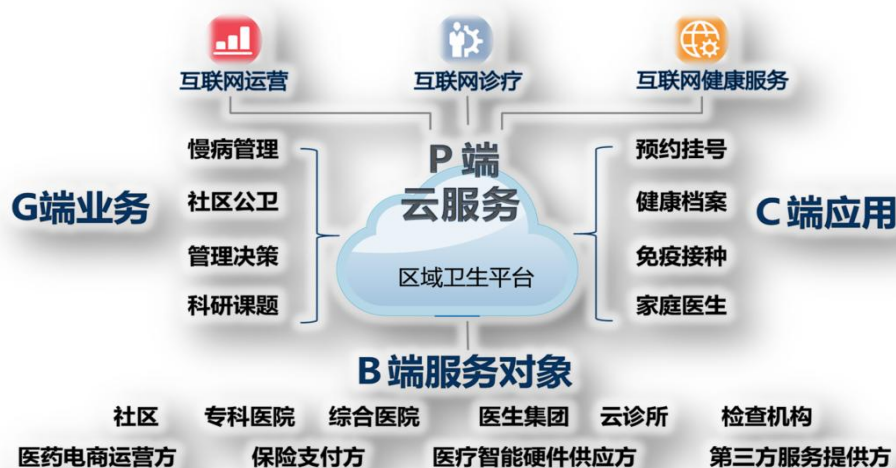 互联网运营 互联网诊疗 互联网健康服务
慢病管理 P端 预约挂号
G端业务 社区公卫 云服务 健康档案 C端应用
管理决策 区域卫生平台 免疫接种
科研课题 家庭医生
B端服务对象
社区 专科医院 综合医院 医生集团 云诊所 检查机构
医药电商运营方 保险支付方 医疗智能硬件供应方 第三方服务提供方